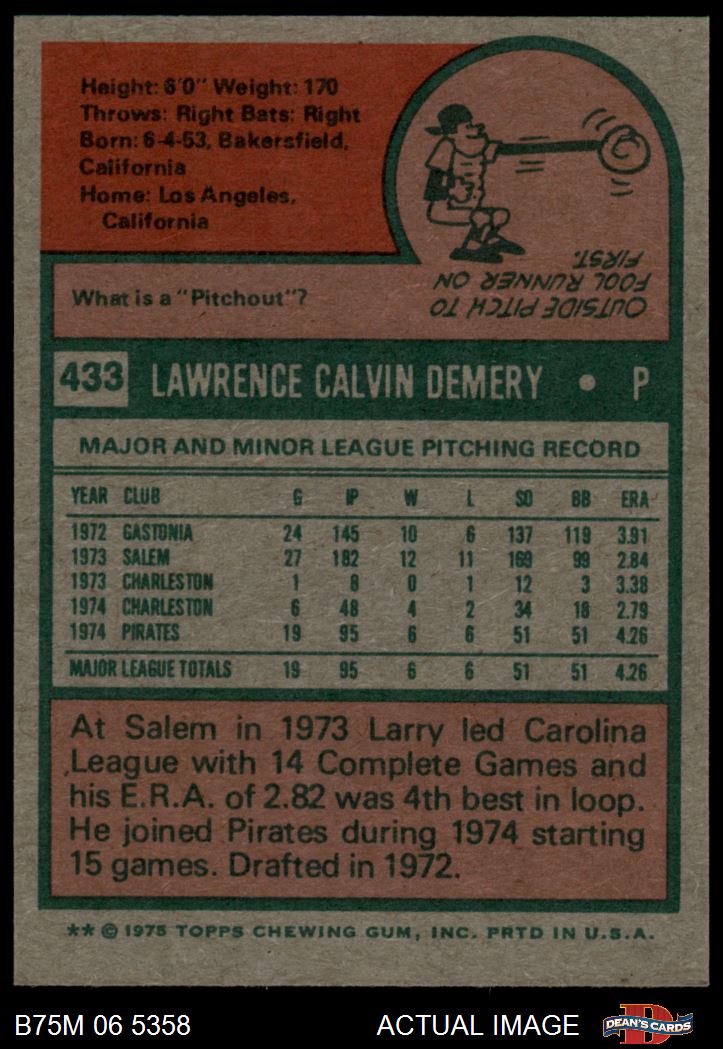 Height: 6'0" Weight: 170
Throws: Right Bats: Right
Born: 6-4-53, Bakersfield,
California
Home: Los Angeles,
California
What is a "Pitchout"?
OUTSIDE PITCH TO
FOOL RUNNER ON
FIRST.
433 LAWRENCE CALVIN DEMERY • P
MAJOR AND MINOR LEAGUE PITCHING RECORD
YEAR CLUB G IP W L SO BB ERA
1972 GASTONIA 24 145 10 6 137 119 3.91
1973 SALEM 27 182 12 11 169 99 2.84
1973 CHARLESTON 1 8 0 1 12 3 3.38
1974 CHARLESTON 6 48 4 2 34 18 2.79
1974 PIRATES 19 95 6 6 51 51 4.26
MAJOR LEAGUE TOTALS 19 95 6 6 51 51 4.26
At Salem in 1973 Larry led Carolina
League with 14 Complete Games and
his E.R.A. of 2.82 was 4th best in loop.
He joined Pirates during 1974 starting
15 games. Drafted in 1972.
** © 1975 TOPPS CHEWING GUM, INC. PRTD IN U.S.A.
B75M 06 5358 ACTUAL IMAGE DEAN'S CARDS